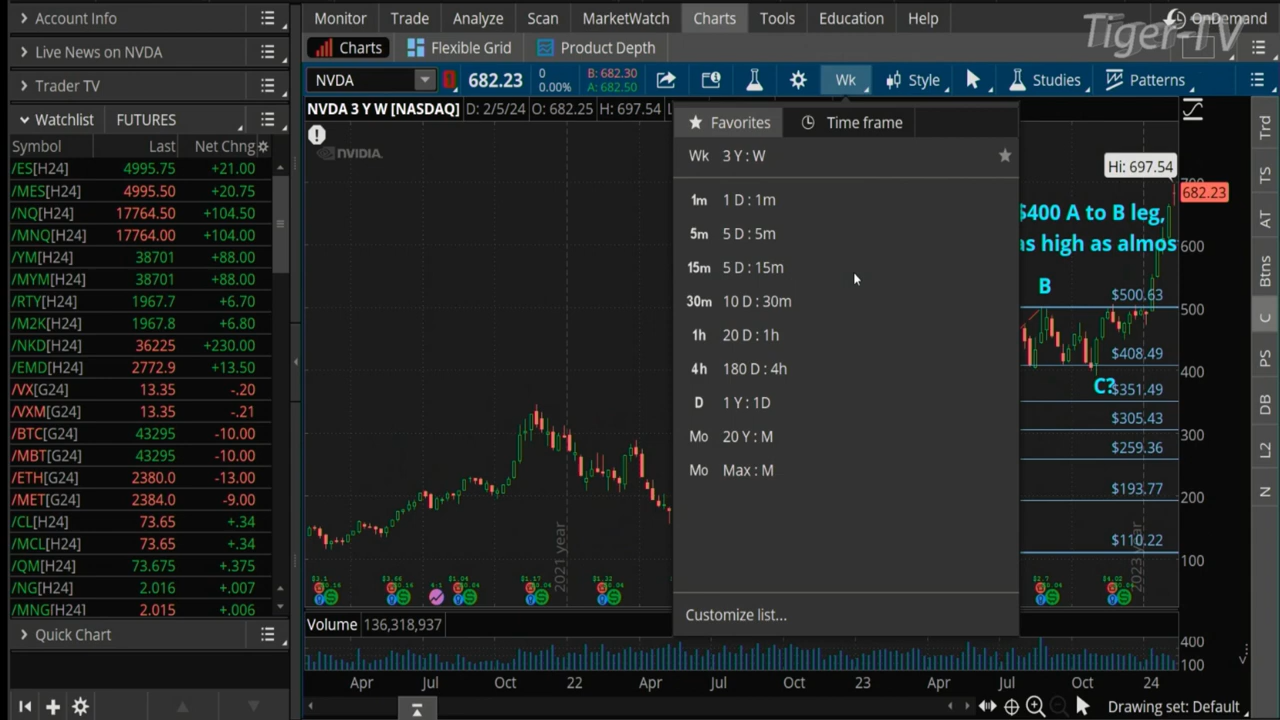 Account Info
Live News on NVDA
Trader TV
Watchlist FUTURES
Symbol Last Net Chng
/ES[H24] 4995.75 +21.00
/MES[H24] 4995.50 +20.75
/NQ[H24] 17764.50 +104.50
/MNQ[H24] 17764.00 +104.00
/YM[H24] 38701 +88.00
/MYM[H24] 38701 +88.00
/RTY[H24] 1967.7 +6.70
/M2K[H24] 1967.8 +6.80
/NKD[H24] 36225 +230.00
/EMD[H24] 2772.9 +13.50
/VX[G24] 13.35 -.20
/VXM[G24] 13.35 -.21
/BTC[G24] 43295 -10.00
/MBT[G24] 43295 -10.00
/ETH[G24] 2380.0 -13.00
/MET[G24] 2384.0 -9.00
/CL[H24] 73.65 +.34
/MCL[H24] 73.65 +.34
/QM[H24] 73.675 +.375
/NG[H24] 2.016 +.007
/MNG[H24] 2.015 +.006
Quick Chart
Monitor Trade Analyze Scan MarketWatch Charts Tools Education Help
Tiger-TV
OnDemand
Charts Flexible Grid Product Depth
NVDA 682.23 0 0.00% B: 682.30 A: 682.50 Wk Style Studies Patterns
NVDA 3 Y W [NASDAQ] D: 2/5/24 O: 682.25 H: 697.54
NVIDIA
Favorites Time frame
Wk 3 Y : W
1m 1 D : 1m
5m 5 D : 5m
15m 5 D : 15m
30m 10 D : 30m
1h 20 D : 1h
4h 180 D : 4h
D 1 Y : 1D
Mo 20 Y : M
Mo Max : M
Customize list...
Hi: 697.54
682.23
$400 A to B leg,
as high as almos
B
C?
$500.63
$408.49
$351.49
$305.43
$259.36
$193.77
$110.22
600
500
400
300
200
100
2021 year
2023 year
Volume 136,318,937
400
100
Apr Jul Oct 22 Apr Jul Oct 23 Apr Jul Oct 24
Drawing set: Default
Trd
TS
AT
Btns
C
PS
DB
L2
N